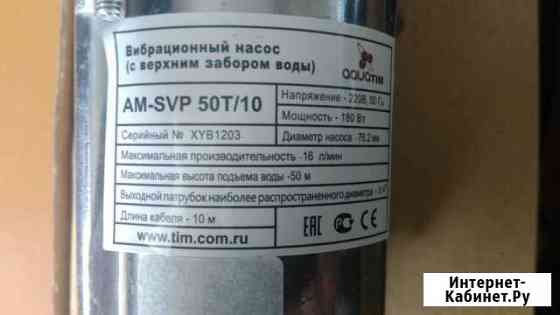 Вибрационный насос
(с верхним забором воды)
aquaTIM
AM-SVP 50T/10
Напряжение - 220В, 50 Гц
Мощность - 180 Вт
Серийный № XYB1203
Диаметр насоса - 76,2 мм
Максимальная производительность -16 л/мин
Максимальная высота подъема воды -50 м
Выходной патрубок наиболее распространенного диаметра -
Длина кабеля - 10 м
EAC
CE
www.tim.com.ru
Интернет-
Кабинет.Ру